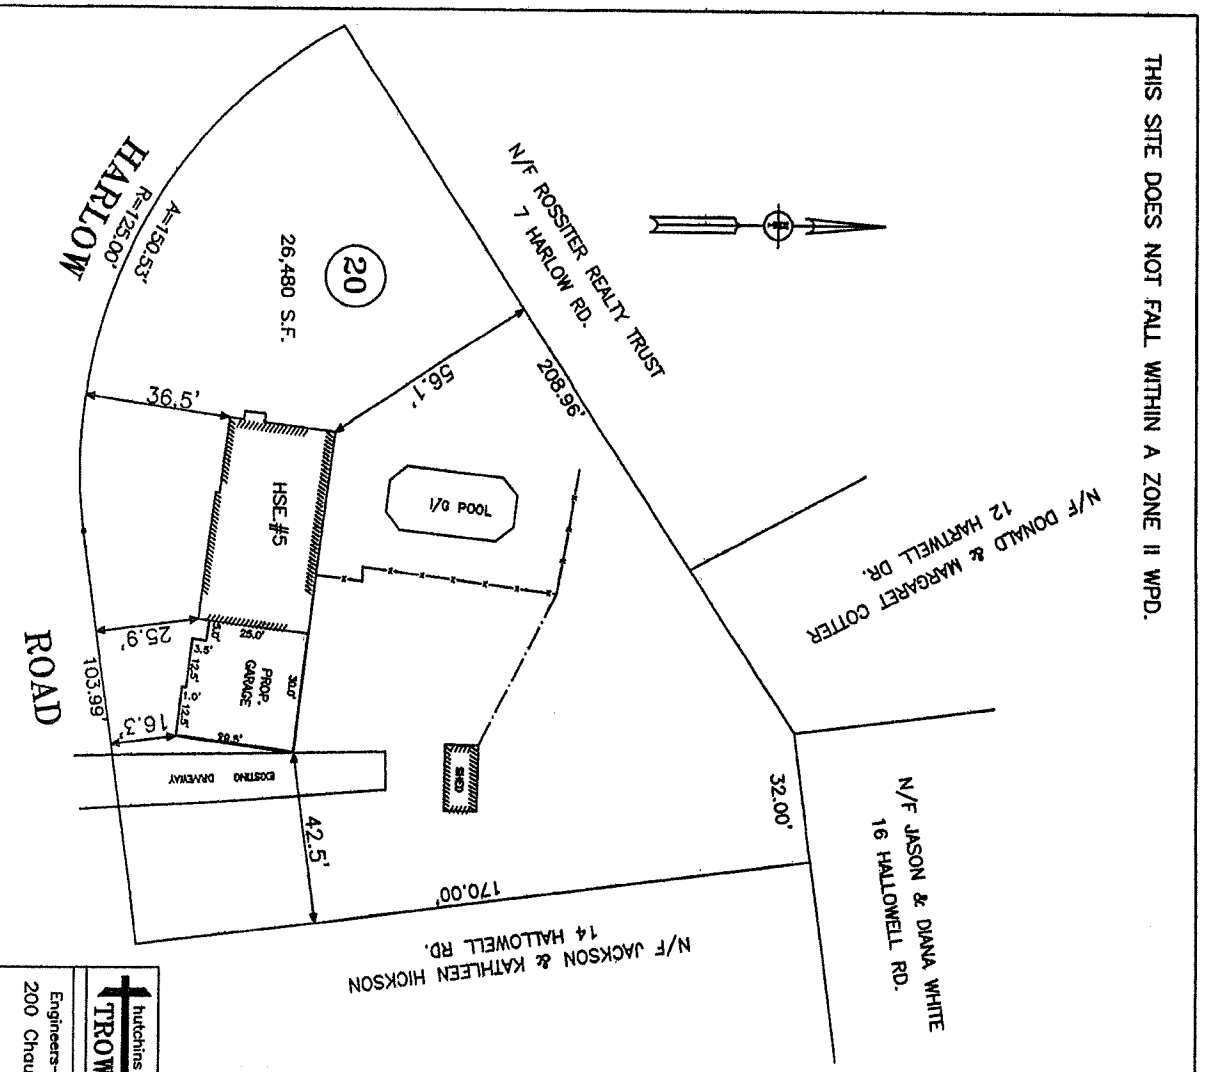 THIS SITE DOES NOT FALL WITHIN A ZONE II WPD.
N/F ROSSITER REALTY TRUST
7 HARLOW RD.
208.96'
N/F DONALD & MARGARET COTTER
12 HARTWELL DR.
N/F JASON & DIANA WHITE
16 HALLOWELL RD.
32.00'
170.00'
N/F JACKSON & KATHLEEN HICKSON
14 HALLOWELL RD.
20
26,480 S.F.
A=150.53'
R=125.00'
HARLOW
ROAD
56.1'
36.5'
I/G POOL
HSE.#5
25.9'
103.99'
5.0'
25.0'
3.5'
12.5'
1.0'
12.5'
30.0'
PROP.
GARAGE
29.5'
16.3'
EXISTING DRIVEWAY
42.5'
SHED
hutchins
TROW
Engineers-
200 Chau